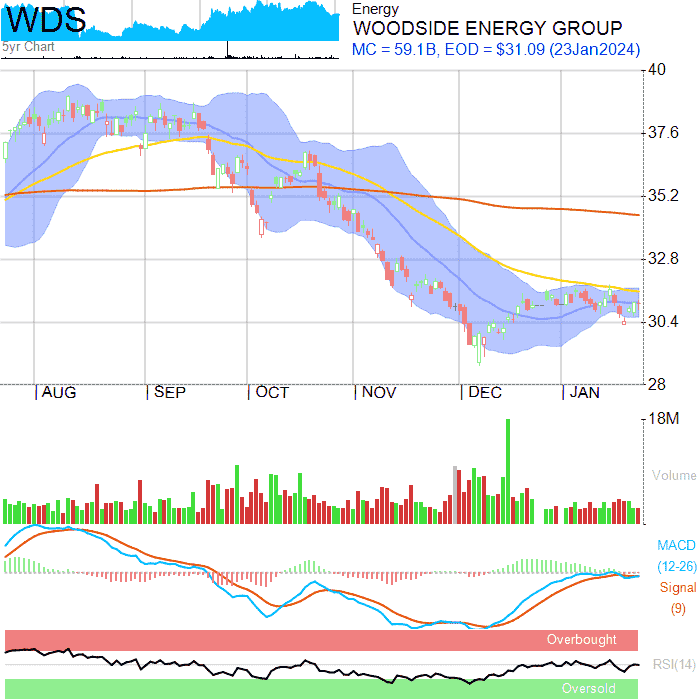 WDS
5yr Chart
Energy
WOODSIDE ENERGY GROUP
MC = 59.1B, EOD = $31.09 (23Jan2024)
40
37.6
35.2
32.8
30.4
28
AUG SEP OCT NOV DEC JAN
18M
Volume
MACD
(12-26)
Signal
(9)
Overbought
RSI(14)
Oversold